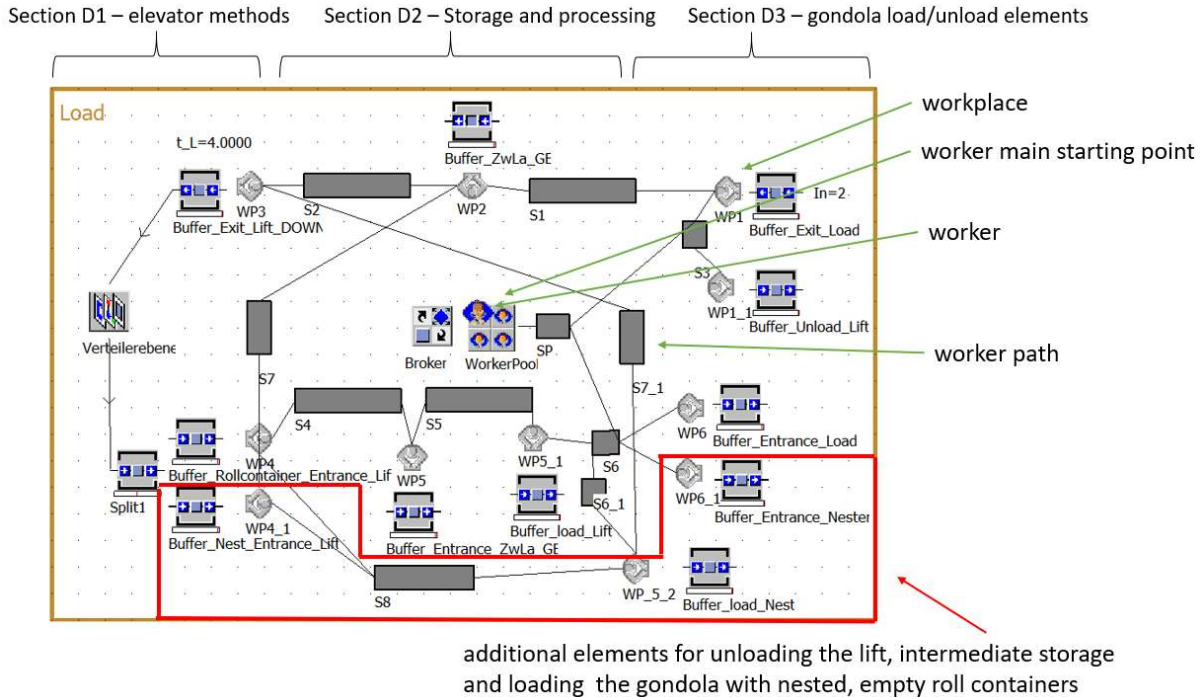 Section D1 – elevator methods
Section D2 – Storage and processing
Section D3 – gondola load/unload elements
Load
t_L=4.0000
Buffer_ZwLa_GE
workplace
worker main starting point
worker
worker path
WP3
S2
WP2
S1
WP1
In=2
Buffer_Exit_Lift_DOWN
Buffer_Exit_Load
S3
WP1_1
Buffer_Unload_Lift
Verteilerebene
S7
Broker
WorkerPool
SP
S7_1
S4
S5
WP6
Buffer_Entrance_Load
WP4
Buffer_Rollcontainer_Entrance_Lif
WP5
WP5_1
S6
WP6_1
S6_1
Split1
WP4_1
Buffer_load_Lift
Buffer_Entrance_Nester
Buffer_Nest_Entrance_Lift
Buffer_Entrance_ZwLa_GE
S8
WP_5_2
Buffer_load_Nest
additional elements for unloading the lift, intermediate storage
and loading the gondola with nested, empty roll containers